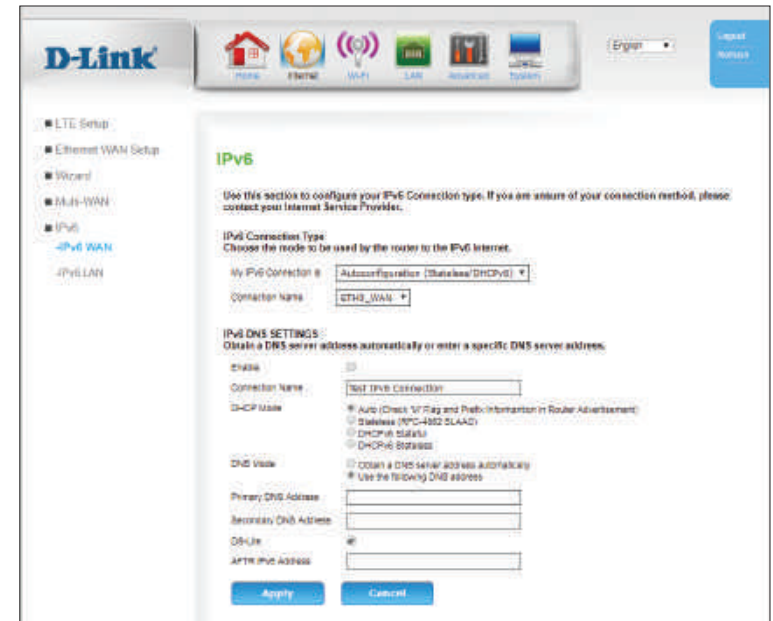 D-Link
Home Internet Wi-Fi LAN Advanced System
English
Logout
LTE Setup
Ethernet WAN Setup
Wizard
Multi-WAN
IPv6
-IPv6 WAN
-IPv6 LAN
IPv6
Use this section to configure your IPv6 Connection type. If you are unsure of your connection method, please
contact your Internet Service Provider.
IPv6 Connection Type
Choose the mode to be used by the router to the IPv6 Internet.
My IPv6 Connection is Autoconfiguration (Stateless/DHCPv6)
Connection Name ETH0_WAN
IPv6 DNS SETTINGS
Obtain a DNS server address automatically or enter a specific DNS server address.
Enable
Connection Name Test IPv6 Connection
DHCP Mode Auto (Check 'M' Flag and Prefix Information in Router Advertisement)
Stateless (RFC-4862 SLAAC)
DHCPv6 Stateful
DHCPv6 Stateless
DNS Mode Obtain a DNS server address automatically
Use the following DNS address
Primary DNS Address
Secondary DNS Address
DS-Lite
AFTR IPv6 Address
Apply Cancel